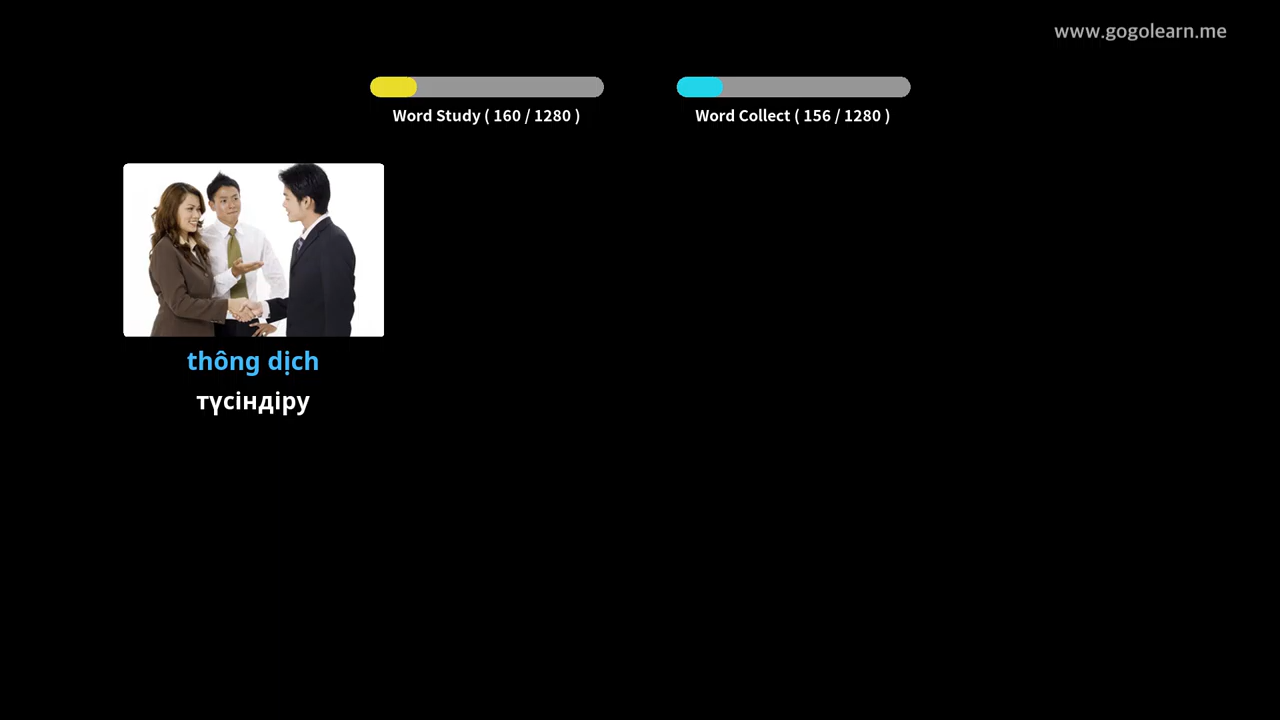 www.gogolearn.me
Word Study ( 160 / 1280 )
Word Collect ( 156 / 1280 )
thông dịch
түсіндіру